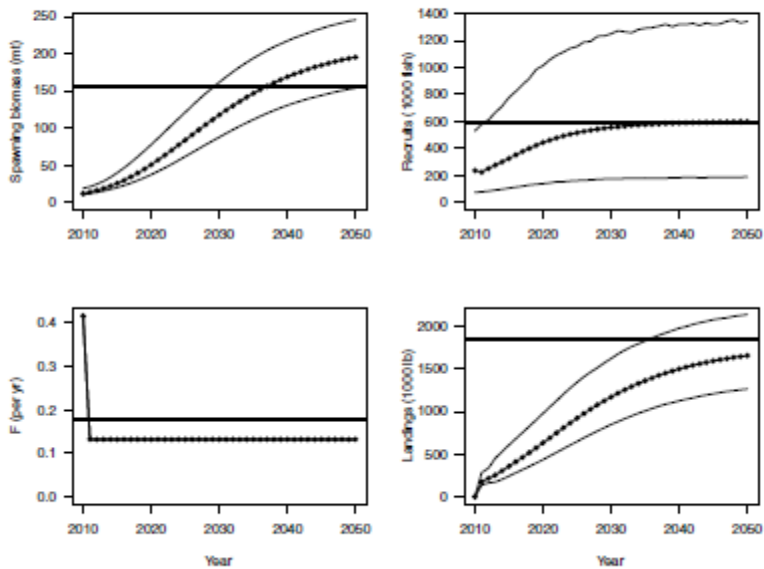 Spawning biomass (mt)
250
200
150
100
50
0
2010 2020 2030 2040 2050
Recruits (1000 fish)
1400
1200
1000
800
600
400
200
0
2010 2020 2030 2040 2050
F (per yr)
0.4
0.3
0.2
0.1
0.0
2010 2020 2030 2040 2050
Year
Landings (1000 lb)
2000
1500
1000
500
0
2010 2020 2030 2040 2050
Year